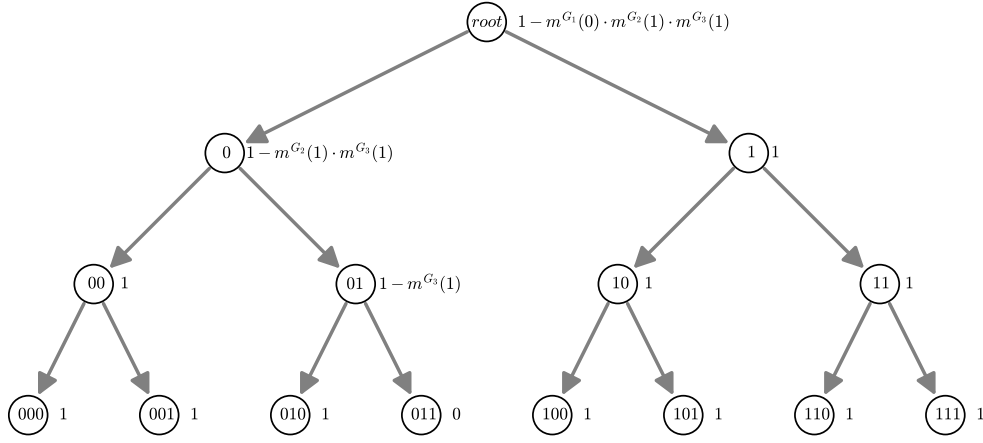 root 1 − m^{G_1}(0) · m^{G_2}(1) · m^{G_3}(1)
0 1 − m^{G_2}(1) · m^{G_3}(1) 1 1
00 1 01 1 − m^{G_3}(1) 10 1 11 1
000 1 001 1 010 1 011 0 100 1 101 1 110 1 111 1